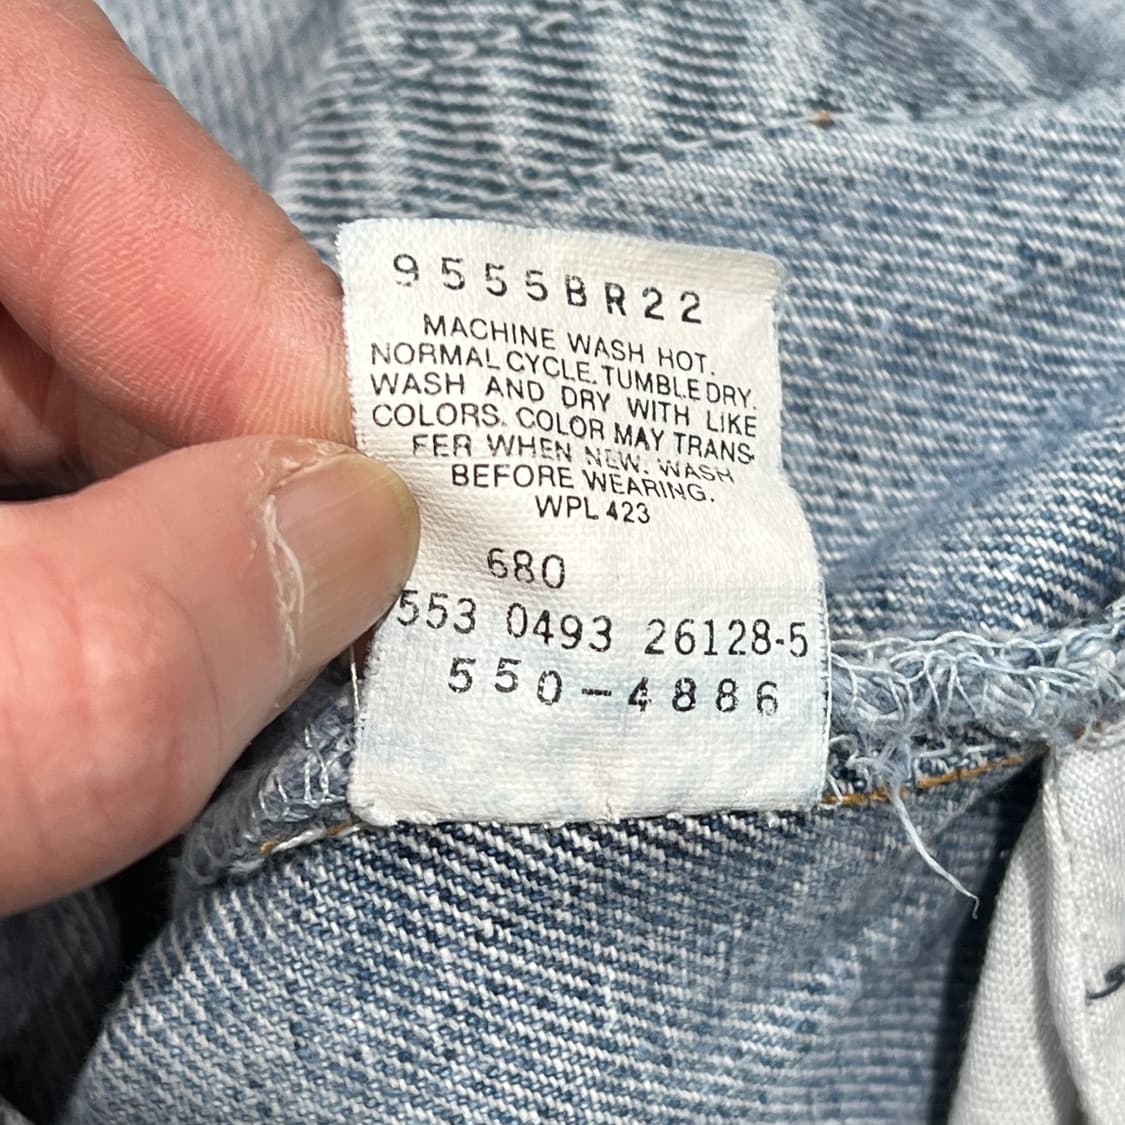 9555BR22
MACHINE WASH HOT.
NORMAL CYCLE. TUMBLE DRY.
WASH AND DRY WITH LIKE
COLORS. COLOR MAY TRANS-
FER WHEN NEW. WASH
BEFORE WEARING.
WPL 423
680
553 0493 26128-5
550-4886